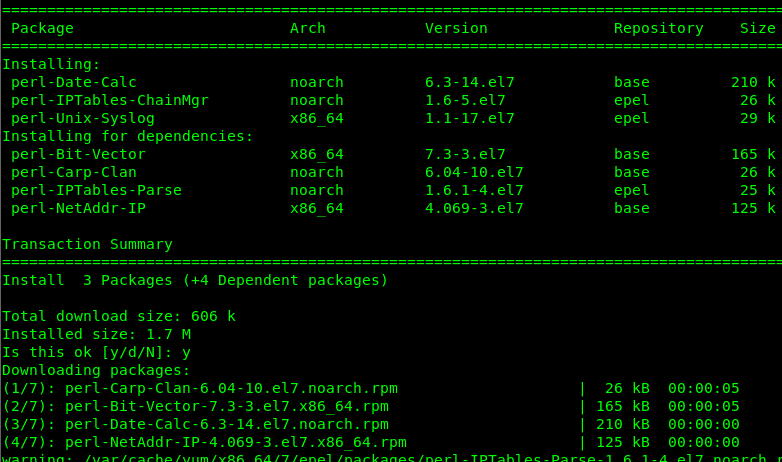 ================================================================================
 Package                        Arch           Version              Repository    Size
================================================================================
Installing:
 perl-Date-Calc                 noarch         6.3-14.el7           base         210 k
 perl-IPTables-ChainMgr         noarch         1.6-5.el7            epel          26 k
 perl-Unix-Syslog               x86_64         1.1-17.el7           epel          29 k
Installing for dependencies:
 perl-Bit-Vector                x86_64         7.3-3.el7            base         165 k
 perl-Carp-Clan                 noarch         6.04-10.el7          base          26 k
 perl-IPTables-Parse            noarch         1.6.1-4.el7          epel          25 k
 perl-NetAddr-IP                x86_64         4.069-3.el7          base         125 k
Transaction Summary
================================================================================
Install  3 Packages (+4 Dependent packages)
Total download size: 606 k
Installed size: 1.7 M
Is this ok [y/d/N]: y
Downloading packages:
(1/7): perl-Carp-Clan-6.04-10.el7.noarch.rpm                    |  26 kB  00:00:05
(2/7): perl-Bit-Vector-7.3-3.el7.x86_64.rpm                     | 165 kB  00:00:05
(3/7): perl-Date-Calc-6.3-14.el7.noarch.rpm                     | 210 kB  00:00:00
(4/7): perl-NetAddr-IP-4.069-3.el7.x86_64.rpm                   | 125 kB  00:00:00
warning: /var/cache/yum/x86_64/7/epel/packages/perl-IPTables-Parse-1.6.1-4.el7.noarch.r